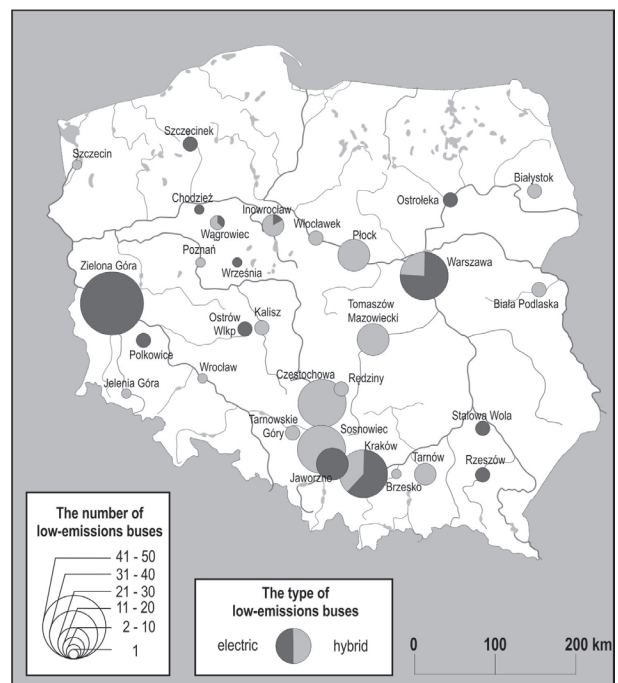 Szczecinek
Szczecin
Białystok
Chodzież
Ostrołęka
Inowrocław
Włocławek
Wągrowiec
Płock
Poznań
Zielona Góra
Września
Warszawa
Biała Podlaska
Tomaszów
Mazowiecki
Ostrów
Wlkp
Kalisz
Polkowice
Wrocław
Częstochowa
Rędziny
Jelenia Góra
Tarnowskie
Góry
Sosnowiec
Stalowa Wola
Kraków
Tarnów
Rzeszów
Jaworzno
Brzesko
The number of
low-emissions buses
41 - 50
31 - 40
21 - 30
11 - 20
2 - 10
1
The type of
low-emissions buses
electric hybrid
0 100 200 km